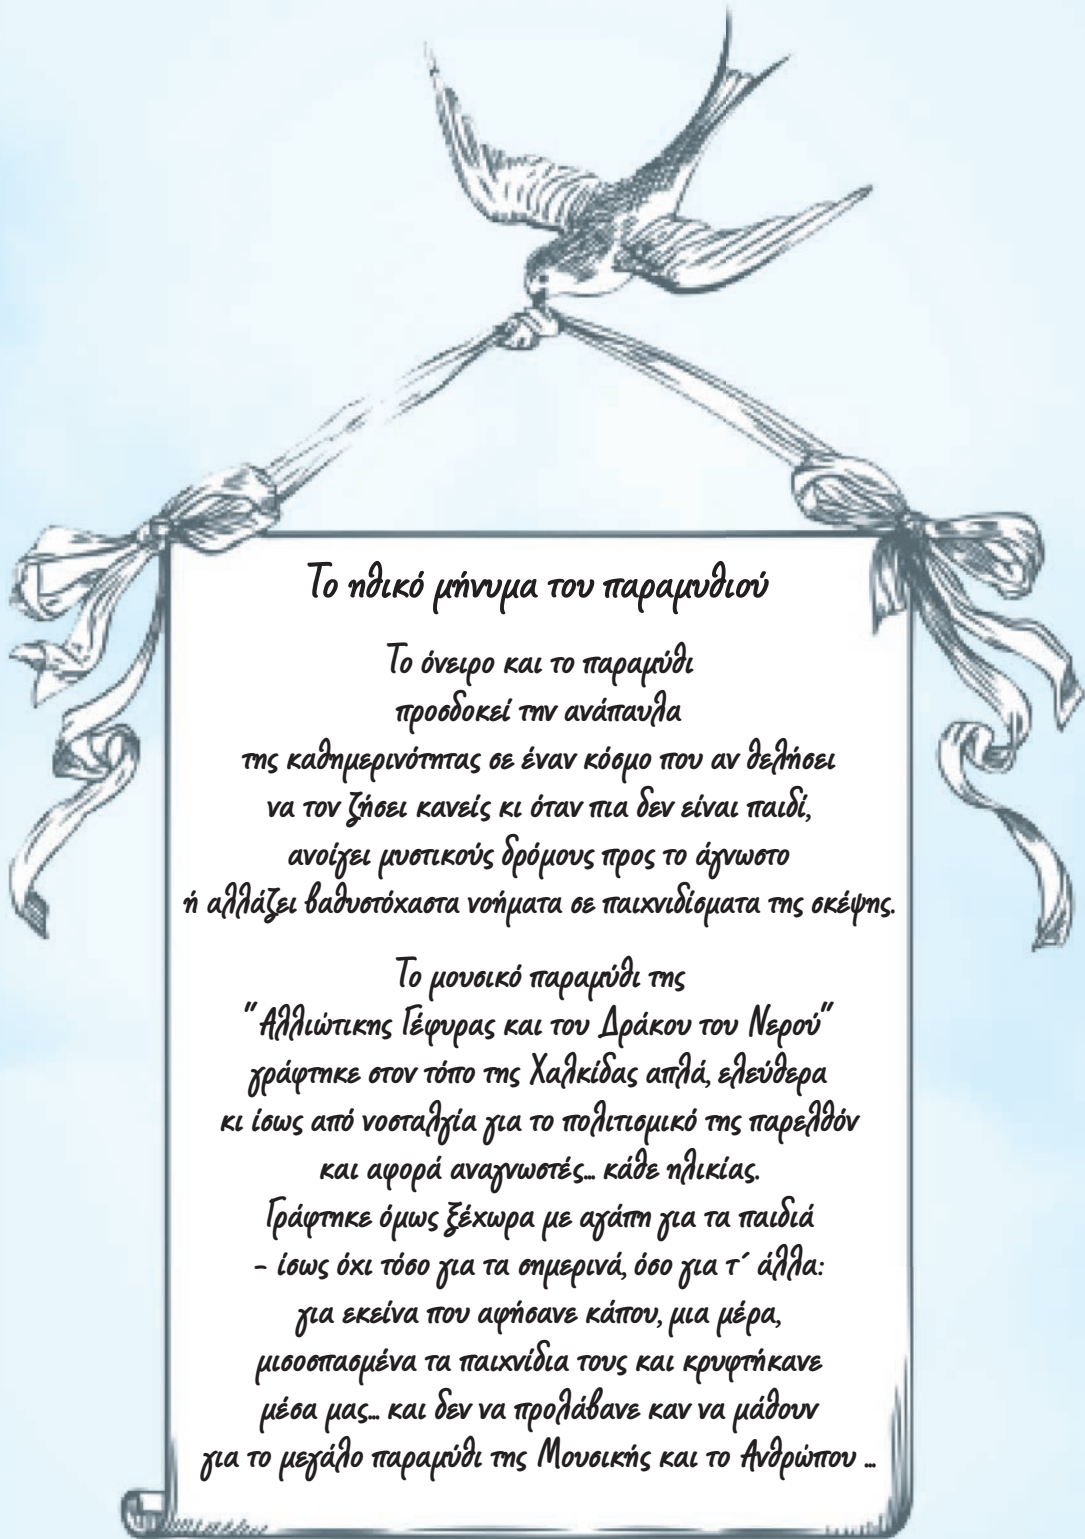 Το ηθικό μήνυμα του παραμυθιού
Το όνειρο και το παραμύθι
προσδοκεί την ανάπαυλα
της καθημερινότητας σε έναν κόσμο που αν θελήσει
να τον ζήσει κανείς κι όταν πια δεν είναι παιδί,
ανοίγει μυστικούς δρόμους προς το άγνωστο
ή αλλάζει βαθυστόχαστα νοήματα σε παιχνιδίσματα της σκέψης.
Το μουσικό παραμύθι της
"Αλλιώτικης Γέφυρας και του Δράκου του Νερού"
γράφτηκε στον τόπο της Χαλκίδας απλά, ελεύθερα
κι ίσως από νοσταλγία για το πολιτισμικό της παρελθόν
και αφορά αναγνωστές... κάθε ηλικίας.
Γράφτηκε όμως ξέχωρα με αγάπη για τα παιδιά
- ίσως όχι τόσο για τα σημερινά, όσο για τ΄ άλλα:
για εκείνα που αφήσανε κάπου, μια μέρα,
μισοσπασμένα τα παιχνίδια τους και κρυφτήκανε
μέσα μας... και δεν να προλάβανε καν να μάθουν
για το μεγάλο παραμύθι της Μουσικής και το Ανθρώπου ...